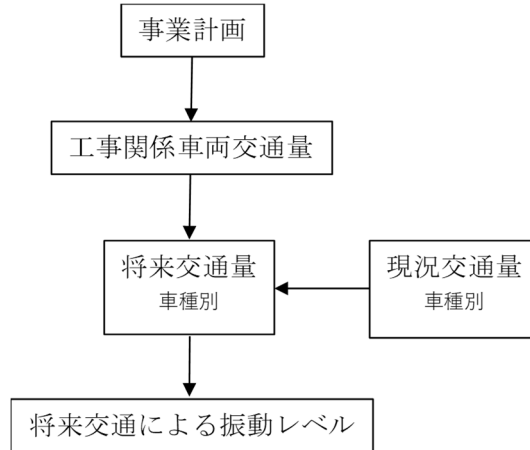 事業計画
工事関係車両交通量
将来交通量
車種別
現況交通量
車種別
将来交通による振動レベル